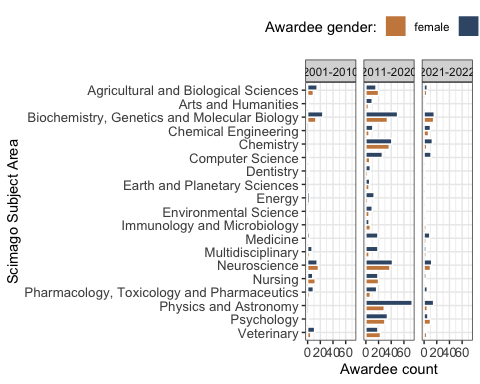 Awardee gender: female
2001-2010 2011-2020 2021-2022
Agricultural and Biological Sciences
Arts and Humanities
Biochemistry, Genetics and Molecular Biology
Chemical Engineering
Chemistry
Computer Science
Dentistry
Earth and Planetary Sciences
Energy
Environmental Science
Immunology and Microbiology
Medicine
Multidisciplinary
Neuroscience
Nursing
Pharmacology, Toxicology and Pharmaceutics
Physics and Astronomy
Psychology
Veterinary
Scimago Subject Area
0 20 40 60 0 20 40 60 0 20 40 60
Awardee count